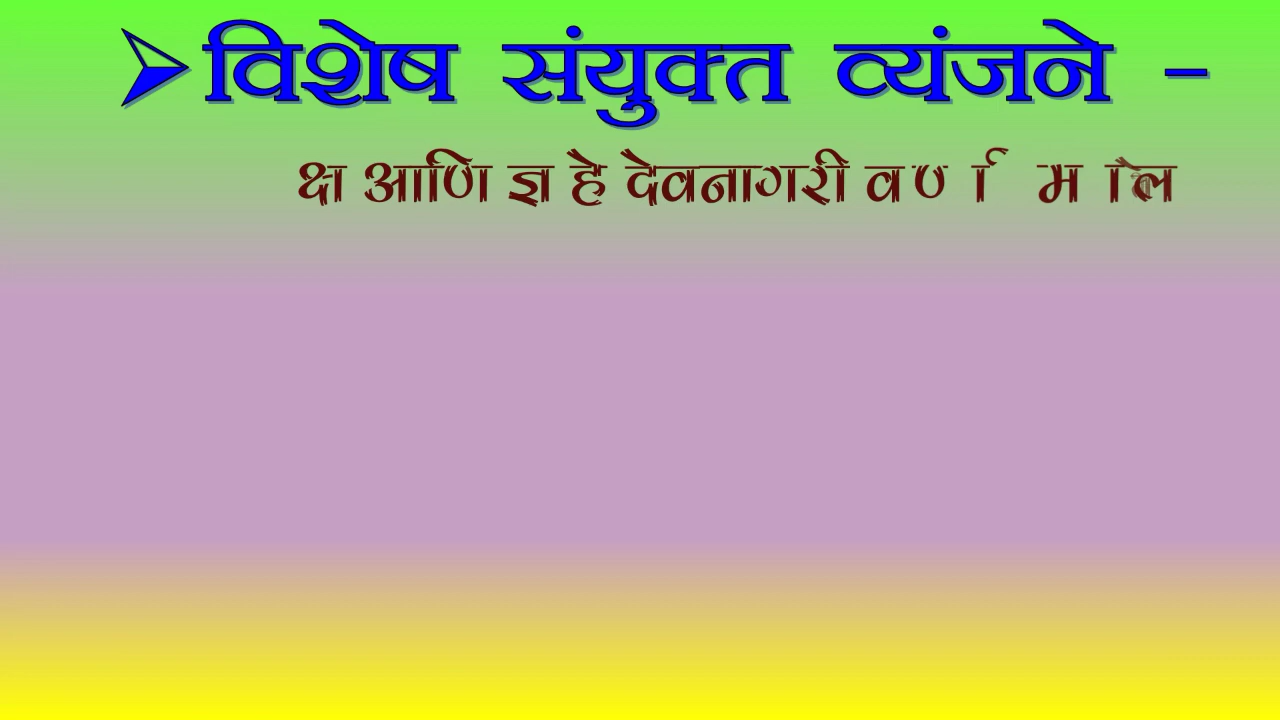 ➢विशेष संयुक्त व्यंजने -
क्ष आणि ज्ञ हे देवनागरी